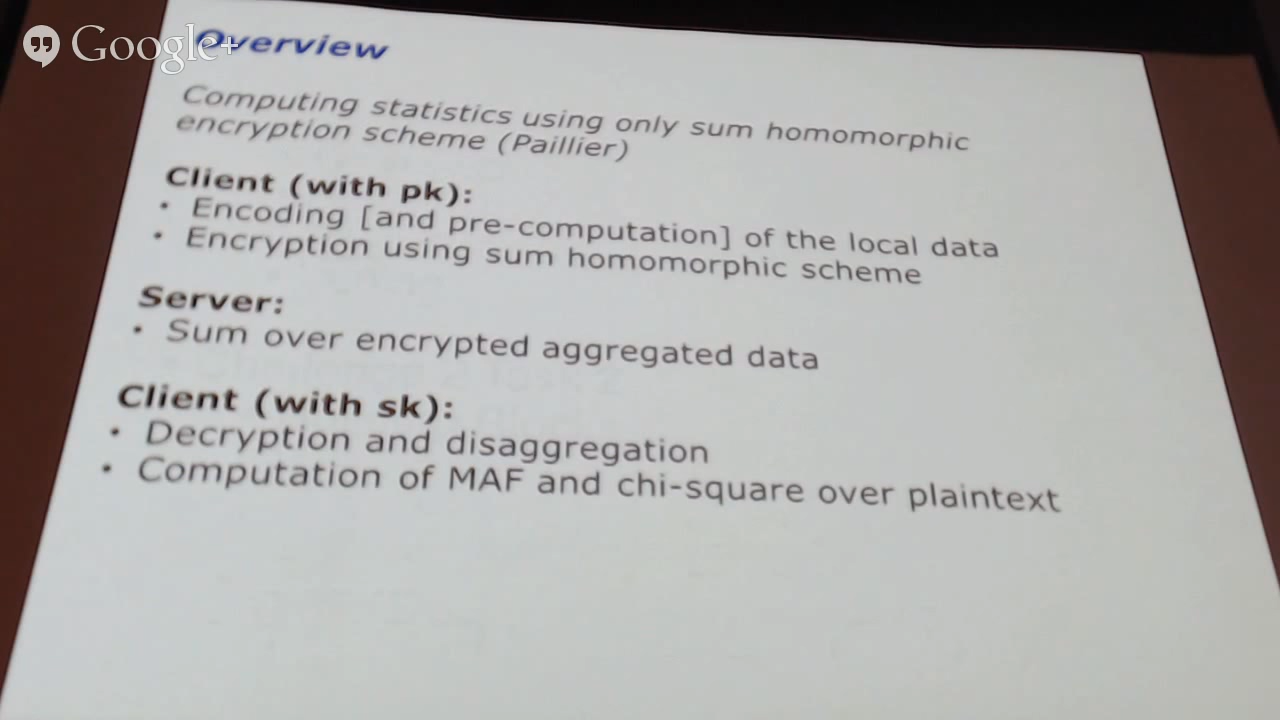 Google+
Overview
Computing statistics using only sum homomorphic
encryption scheme (Paillier)
Client (with pk):
• Encoding [and pre-computation] of the local data
• Encryption using sum homomorphic scheme
Server:
• Sum over encrypted aggregated data
Client (with sk):
• Decryption and disaggregation
• Computation of MAF and chi-square over plaintext